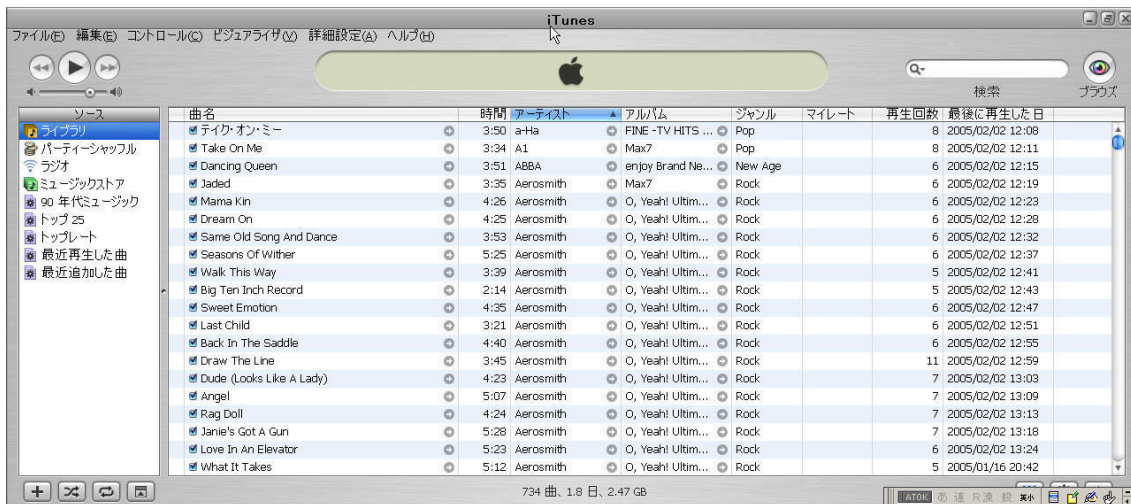 iTunes
ファイル(E) 編集(E) コントロール(C) ビジュアライザ(V) 詳細設定(A) ヘルプ(H)
検索
ブラウズ
ソース
ライブラリ
パーティーシャッフル
ラジオ
ミュージックストア
90 年代ミュージック
トップ 25
トップレート
最近再生した曲
最近追加した曲
曲名 時間 アーティスト アルバム ジャンル マイレート 再生回数 最後に再生した日
テイク・オン・ミー 3:50 a-Ha FINE -TV HITS ... Pop 8 2005/02/02 12:08
Take On Me 3:34 A1 Max7 Pop 8 2005/02/02 12:11
Dancing Queen 3:51 ABBA enjoy Brand Ne... New Age 6 2005/02/02 12:15
Jaded 3:35 Aerosmith Max7 Rock 6 2005/02/02 12:19
Mama Kin 4:26 Aerosmith O, Yeah! Ultim... Rock 6 2005/02/02 12:23
Dream On 4:25 Aerosmith O, Yeah! Ultim... Rock 6 2005/02/02 12:28
Same Old Song And Dance 3:53 Aerosmith O, Yeah! Ultim... Rock 6 2005/02/02 12:32
Seasons Of Wither 5:25 Aerosmith O, Yeah! Ultim... Rock 6 2005/02/02 12:37
Walk This Way 3:39 Aerosmith O, Yeah! Ultim... Rock 5 2005/02/02 12:41
Big Ten Inch Record 2:14 Aerosmith O, Yeah! Ultim... Rock 5 2005/02/02 12:43
Sweet Emotion 4:35 Aerosmith O, Yeah! Ultim... Rock 6 2005/02/02 12:47
Last Child 3:21 Aerosmith O, Yeah! Ultim... Rock 6 2005/02/02 12:51
Back In The Saddle 4:40 Aerosmith O, Yeah! Ultim... Rock 6 2005/02/02 12:55
Draw The Line 3:45 Aerosmith O, Yeah! Ultim... Rock 11 2005/02/02 12:59
Dude (Looks Like A Lady) 4:23 Aerosmith O, Yeah! Ultim... Rock 7 2005/02/02 13:03
Angel 5:07 Aerosmith O, Yeah! Ultim... Rock 7 2005/02/02 13:09
Rag Doll 4:24 Aerosmith O, Yeah! Ultim... Rock 7 2005/02/02 13:13
Janie's Got A Gun 5:28 Aerosmith O, Yeah! Ultim... Rock 7 2005/02/02 13:18
Love In An Elevator 5:23 Aerosmith O, Yeah! Ultim... Rock 6 2005/02/02 13:24
What It Takes 5:12 Aerosmith O, Yeah! Ultim... Rock 5 2005/01/16 20:42
734 曲、1.8 日、2.47 GB
ATOK あ 連 R漢 般 英小